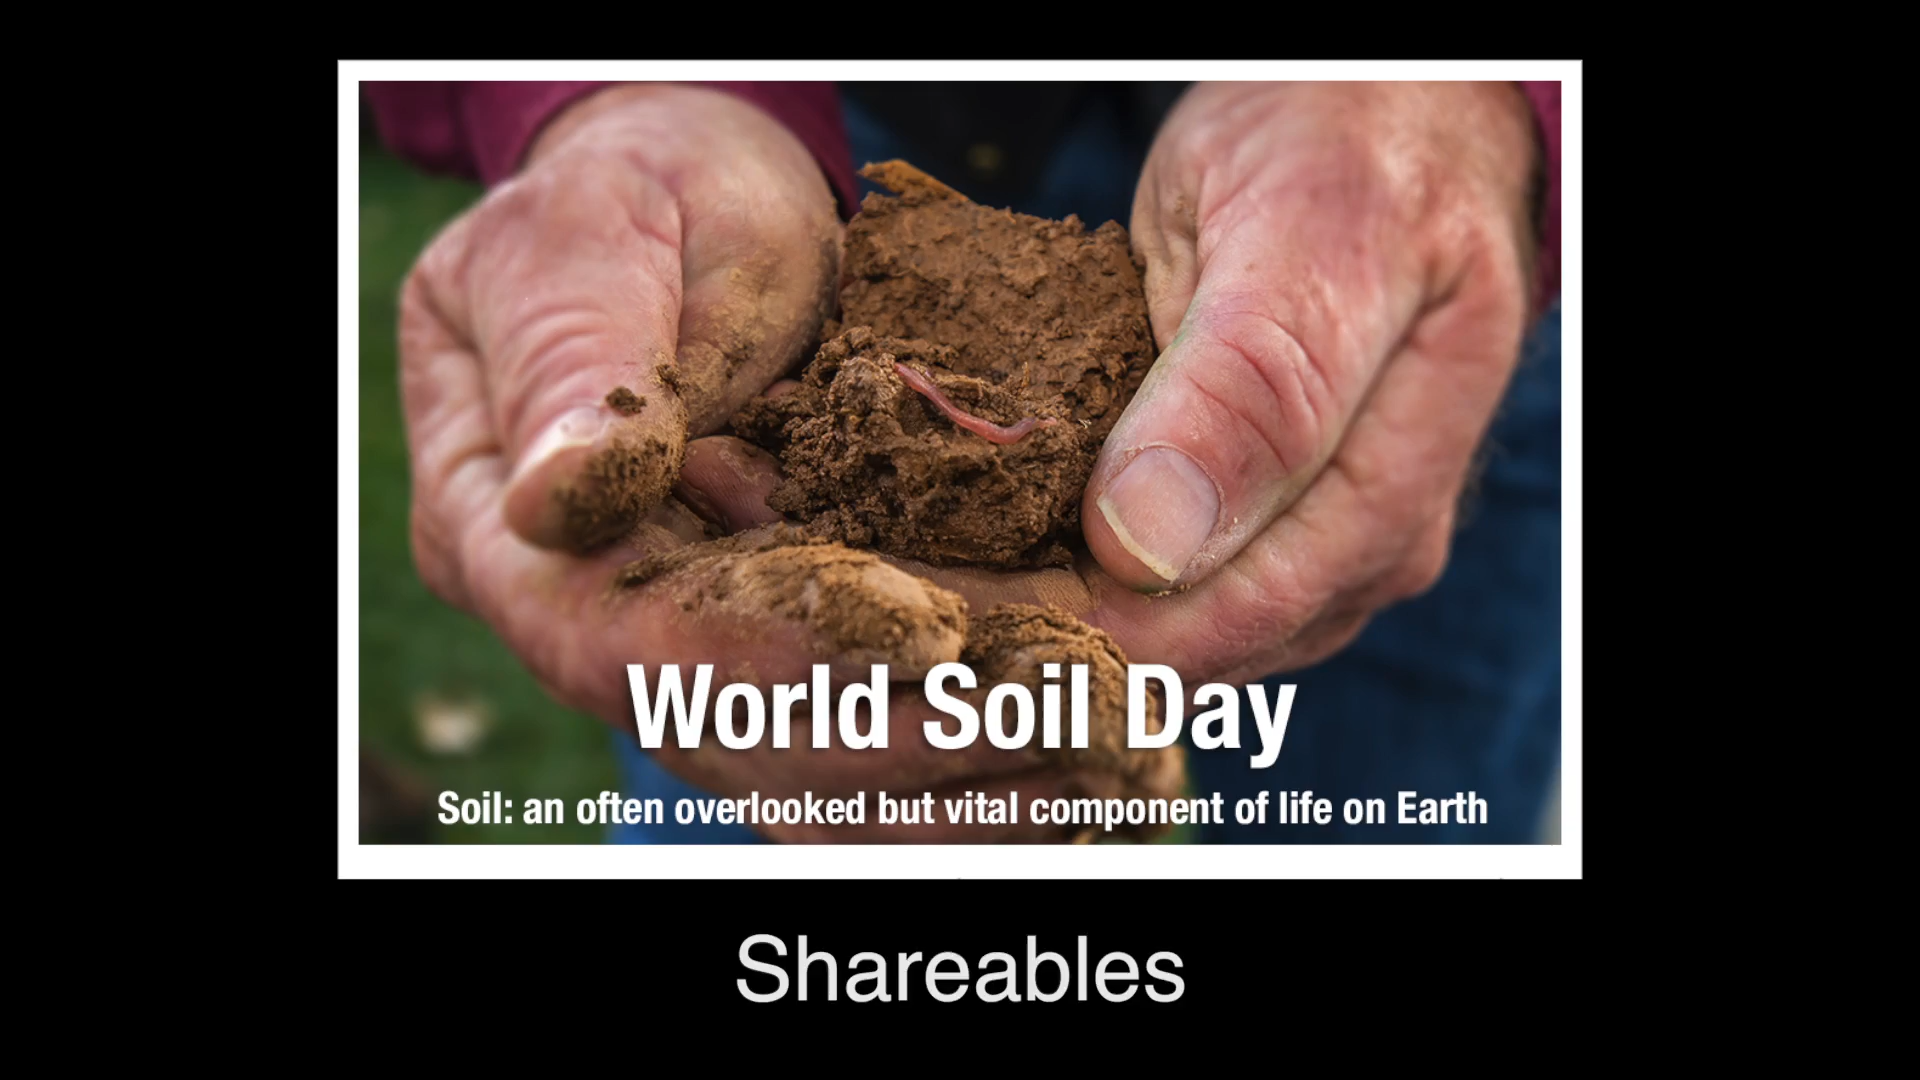 World Soil Day
Soil: an often overlooked but vital component of life on Earth
Shareables